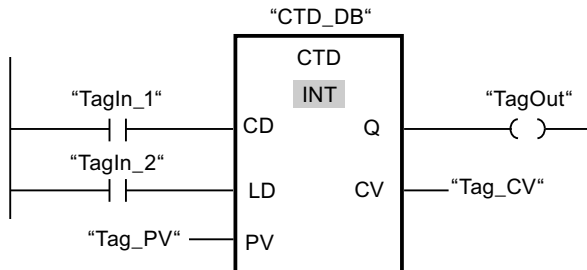 “CTD_DB“
CTD
INT
“TagIn_1“
CD
Q
“TagOut“
“TagIn_2“
LD
CV
“Tag_CV“
“Tag_PV“
PV